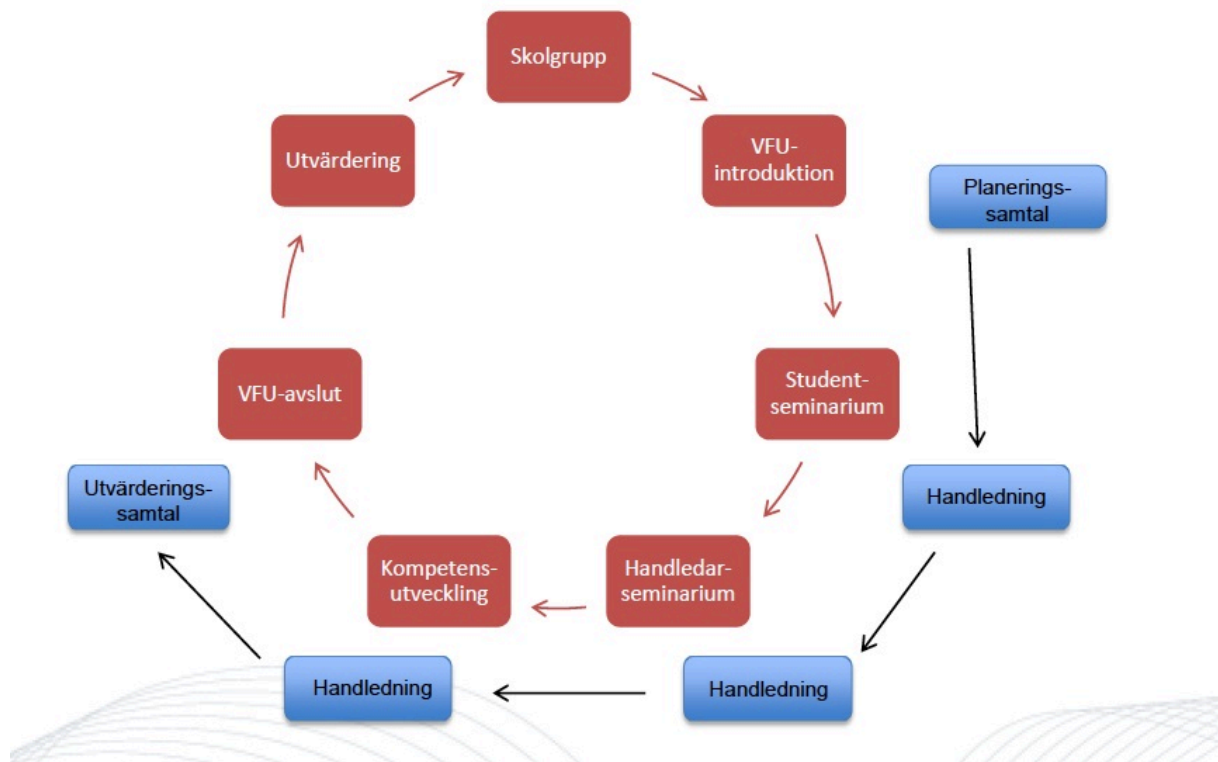 Skolgrupp
VFU-
introduktion
Utvärdering
Planerings-
samtal
Student-
seminarium
VFU-avslut
Utvärderings-
samtal
Handledning
Kompetens-
utveckling
Handledar-
seminarium
Handledning
Handledning